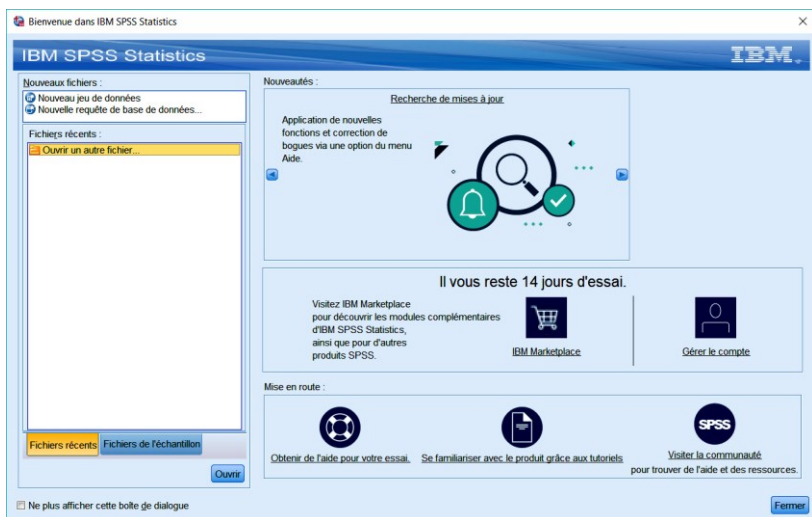 Bienvenue dans IBM SPSS Statistics
IBM SPSS Statistics
IBM.
Nouveaux fichiers :
Nouveau jeu de données
Nouvelle requête de base de données...
Fichiers récents :
Ouvrir un autre fichier...
Fichiers récents
Fichiers de l'échantillon
Ouvrir
Ne plus afficher cette boîte de dialogue
Nouveautés :
Recherche de mises à jour
Application de nouvelles
fonctions et correction de
bogues via une option du menu
Aide.
Il vous reste 14 jours d'essai.
Visitez IBM Marketplace
pour découvrir les modules complémentaires
d'IBM SPSS Statistics,
ainsi que pour d'autres
produits SPSS.
IBM Marketplace
Gérer le compte
Mise en route :
Obtenir de l'aide pour votre essai.
Se familiariser avec le produit grâce aux tutoriels
SPSS
Visiter la communauté
pour trouver de l'aide et des ressources.
Fermer